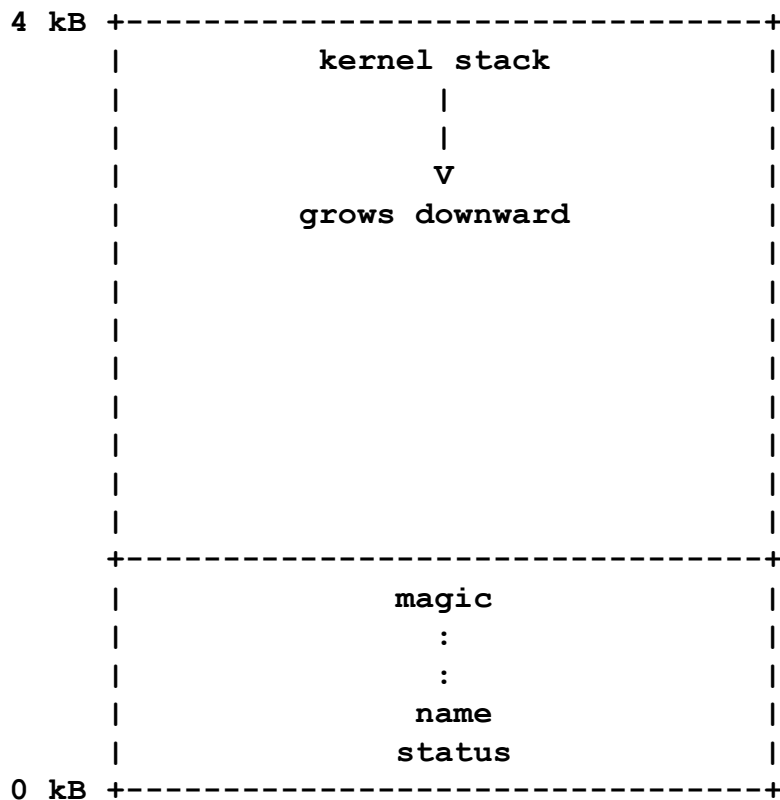 4 kB +---------------------------------+
| kernel stack |
| | |
| | |
| V |
| grows downward |
| |
| |
| |
| |
| |
| |
| |
| |
+---------------------------------+
| magic |
| : |
| : |
| name |
| status |
0 kB +---------------------------------+